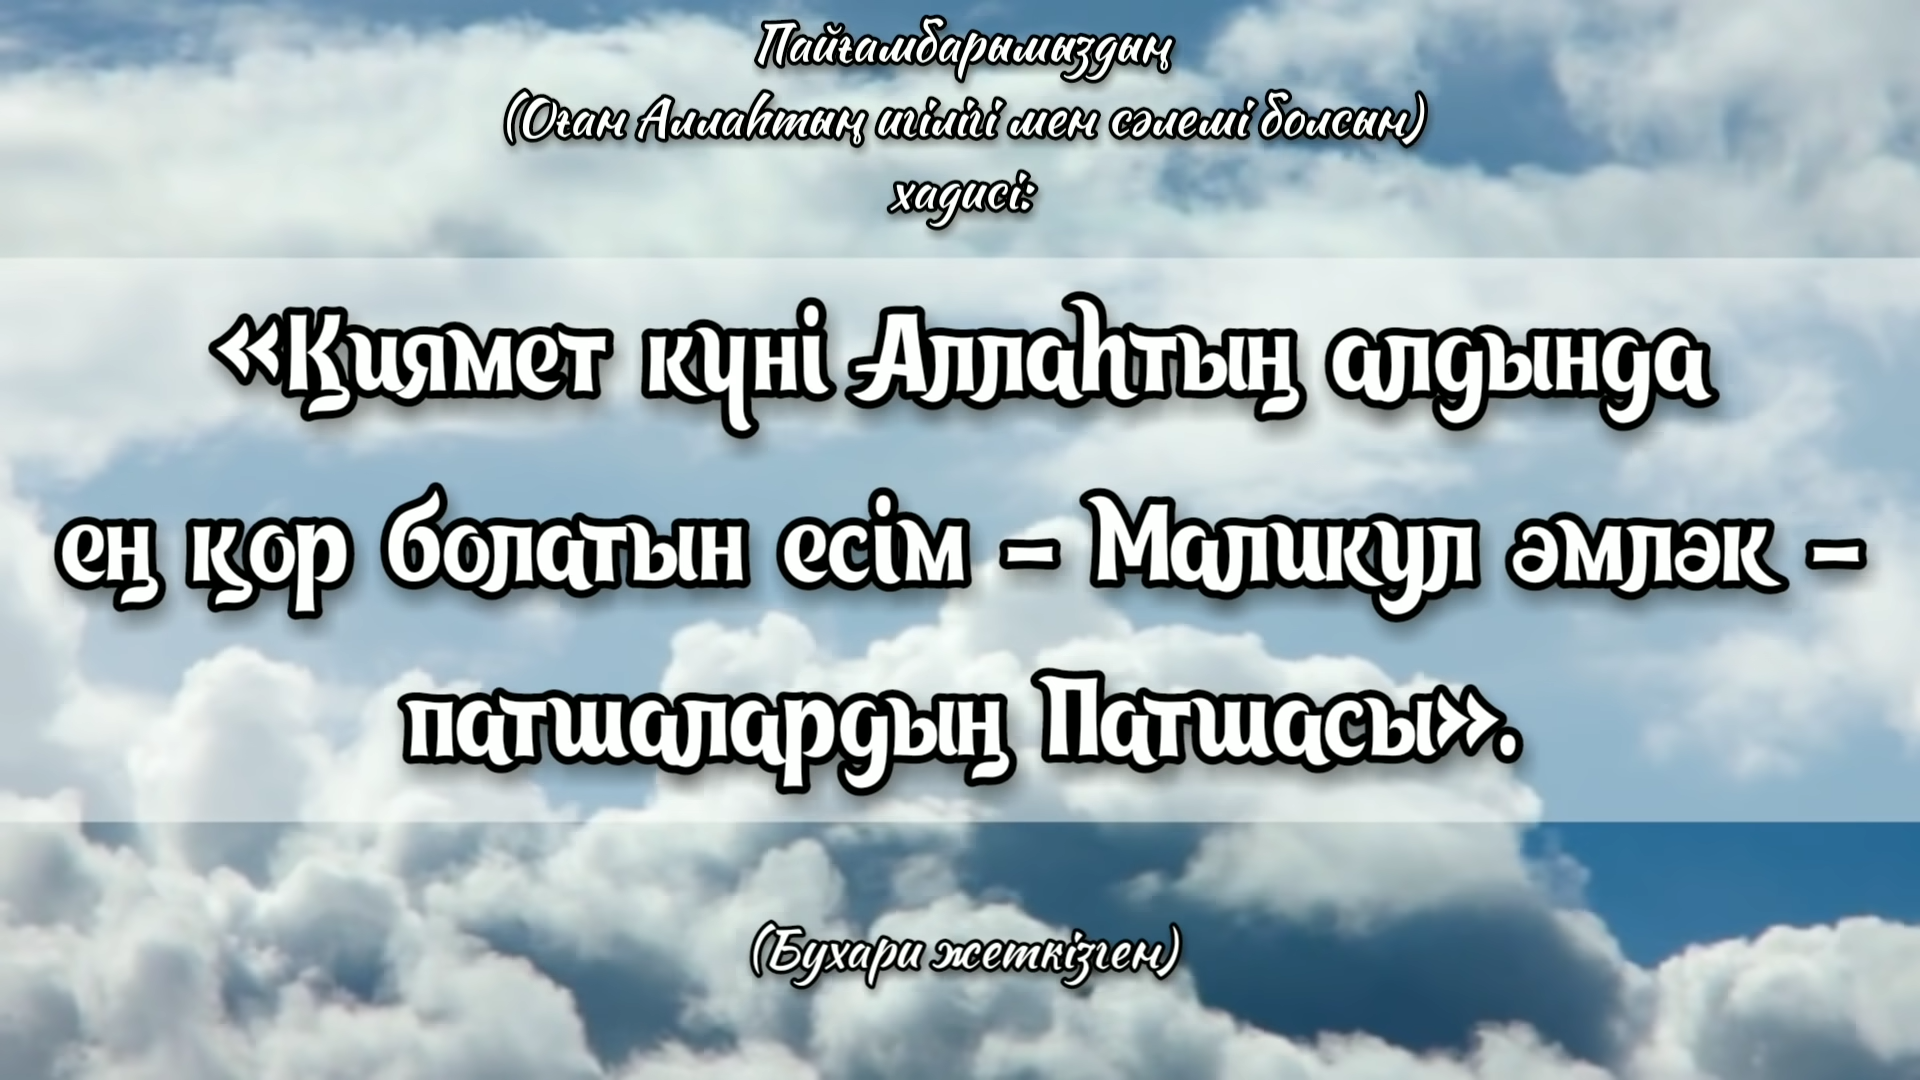 Пайғамбарымыздың
(Оған Аллаһтың игілігі мен сәлемі болсын)
хадисі:
«Қиямет күні Аллаһтың алдында
ең қор болатын есім – Маликул әмләк –
патшалардың Патшасы».
(Бухари жеткізген)